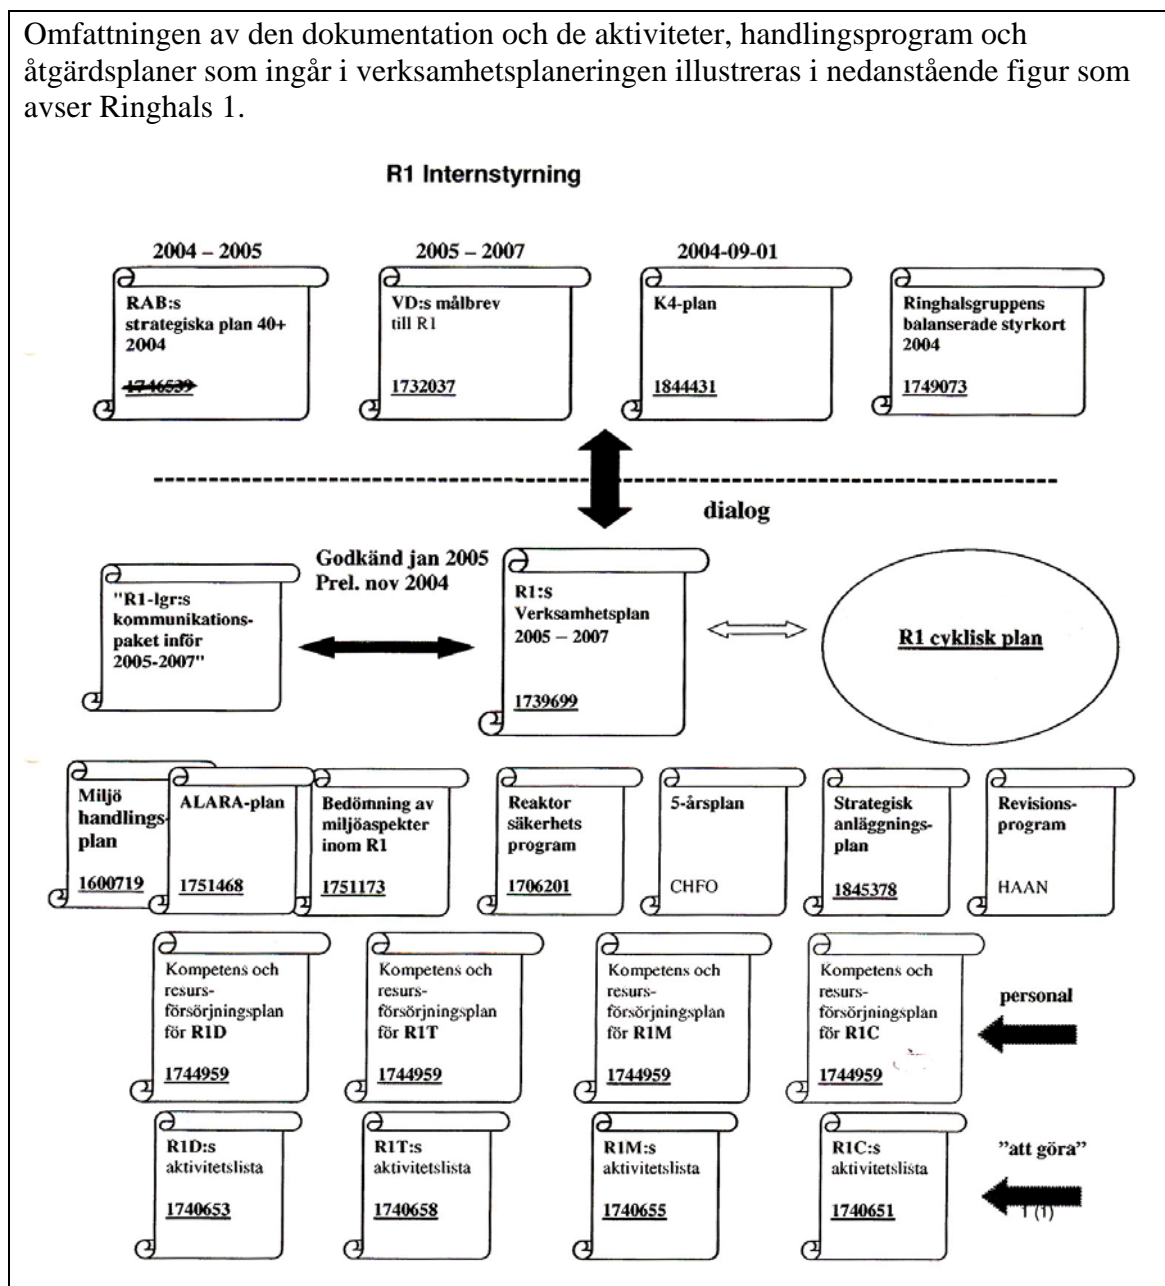 Omfattningen av den dokumentation och de aktiviteter, handlingsprogram och
åtgärdsplaner som ingår i verksamhetsplaneringen illustreras i nedanstående figur som
avser Ringhals 1.
R1 Internstyrning
2004 – 2005
RAB:s
strategiska plan 40+
2004
1746539
2005 – 2007
VD:s målbrev
till R1
1732037
2004-09-01
K4-plan
1844431
Ringhalsgruppens
balanserade styrkort
2004
1749073
dialog
"R1-lgr:s
kommunikations-
paket inför
2005-2007"
Godkänd jan 2005
Prel. nov 2004
R1:s
Verksamhetsplan
2005 – 2007
1739699
R1 cyklisk plan
Miljö
handlings-
plan
1600719
ALARA-plan
1751468
Bedömning av
miljöaspekter
inom R1
1751173
Reaktor
säkerhets
program
1706201
5-årsplan
CHFO
Strategisk
anläggnings-
plan
1845378
Revisions-
program
HAAN
Kompetens och
resurs-
försörjningsplan
för R1D
1744959
Kompetens och
resurs-
försörjningsplan
för R1T
1744959
Kompetens och
resurs-
försörjningsplan
för R1M
1744959
Kompetens och
resurs-
försörjningsplan
för R1C
1744959
personal
R1D:s
aktivitetslista
1740653
R1T:s
aktivitetslista
1740658
R1M:s
aktivitetslista
1740655
R1C:s
aktivitetslista
1740651
"att göra"
1 (1)